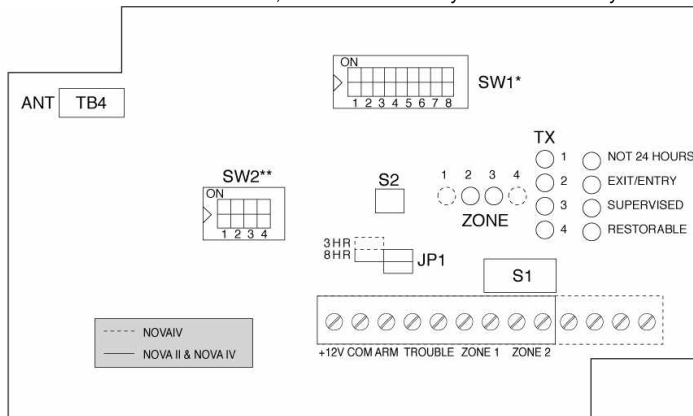 ON
SW1*
1 2 3 4 5 6 7 8
ANT TB4
TX
1 NOT 24 HOURS
2 EXIT/ENTRY
3 SUPERVISED
4 RESTORABLE
SW2**
ON
1 2 3 4
S2
1 2 3 4
ZONE
3HR
8HR
JP1
S1
+12V COM ARM TROUBLE ZONE 1 ZONE 2
NOVAIV
NOVA II & NOVA IV